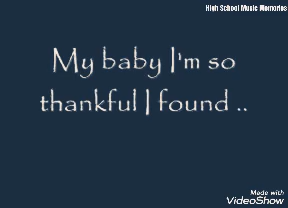 High School Music Memories
My baby I'm so
thankful I found ..
Made with
VideoShow